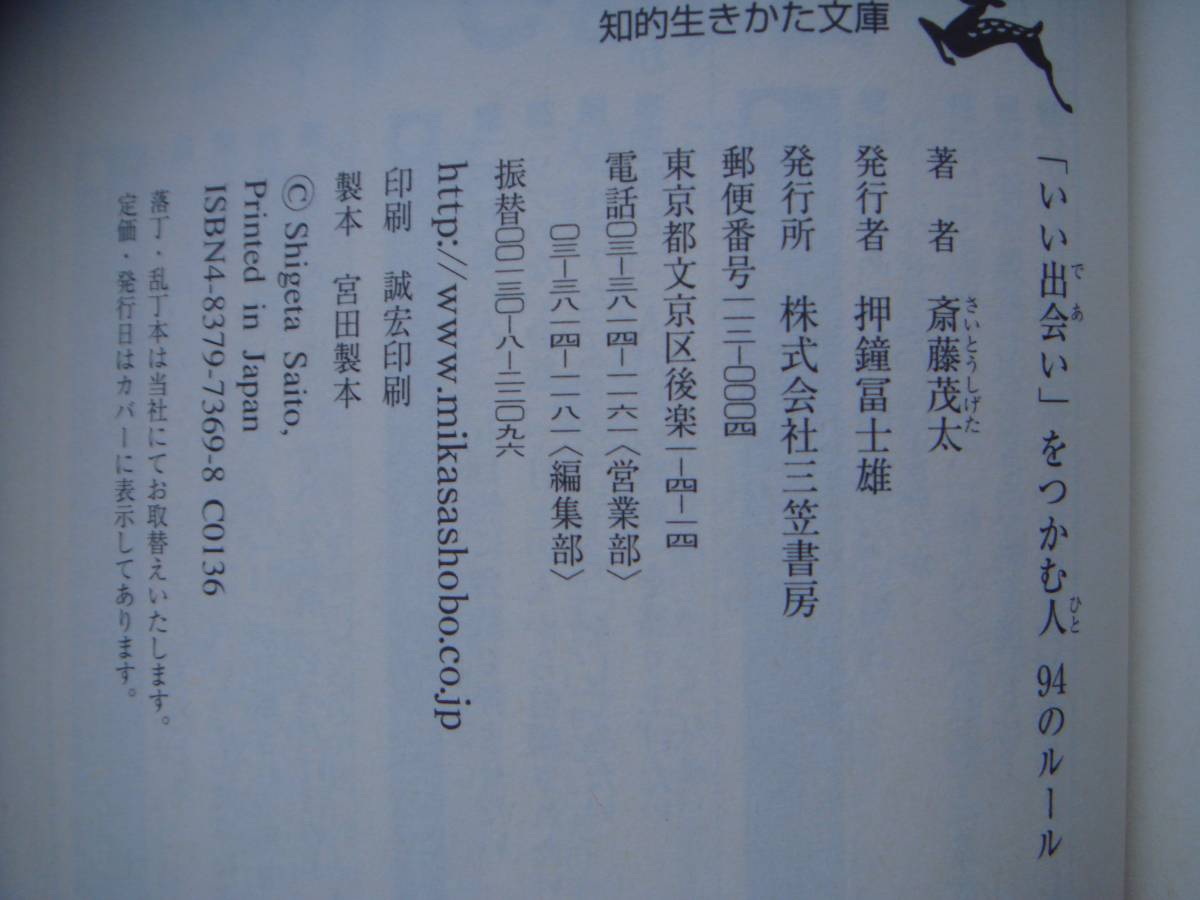 知的生きかた文庫
「いい出会い」をつかむ人 94のルール
著者 斎藤茂太
発行者 押鐘冨士雄
発行所 株式会社三笠書房
郵便番号一一二-〇〇〇四
東京都文京区後楽一-四-一四
電話〇三-三八一四-一一六一〈営業部〉
〇三-三八一四-一一八一〈編集部〉
振替〇〇一三〇-八-二二〇九六
http://www.mikasashobo.co.jp
印刷 誠宏印刷
製本 宮田製本
© Shigeta Saito,
Printed in Japan
ISBN4-8379-7369-8 C0136
落丁・乱丁本は当社にてお取替えいたします。
定価・発行日はカバーに表示してあります。